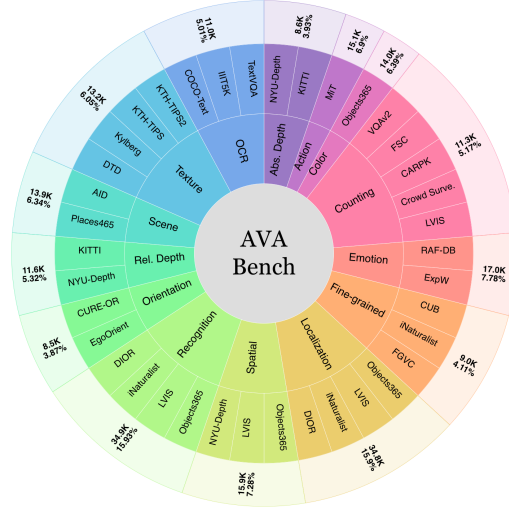 AVA
Bench
Abs. Depth
NYU-Depth
KITTI
8.6K
3.93%
Action
MiT
15.1K
6.9%
Color
Objects365
14.0K
6.39%
Counting
VQAv2
FSC
CARPK
Crowd Surve.
LVIS
11.3K
5.17%
Emotion
RAF-DB
ExpW
17.0K
7.78%
Fine-grained
CUB
iNaturalist
FGVC
9.0K
4.11%
Localization
Objects365
LVIS
iNaturalist
DIOR
34.8K
15.9%
Spatial
Objects365
LVIS
NYU-Depth
15.9K
7.28%
Recognition
Objects365
LVIS
iNaturalist
DIOR
34.9K
15.93%
Orientation
EgoOrient
CURE-OR
8.5K
3.87%
Rel. Depth
NYU-Depth
KITTI
11.6K
5.32%
Scene
Places465
AID
13.9K
6.34%
Texture
DTD
Kylberg
KTH-TIPS
KTH-TIPS2
13.2K
6.05%
OCR
COCO-Text
IIIT5K
TextVQA
11.0K
5.01%